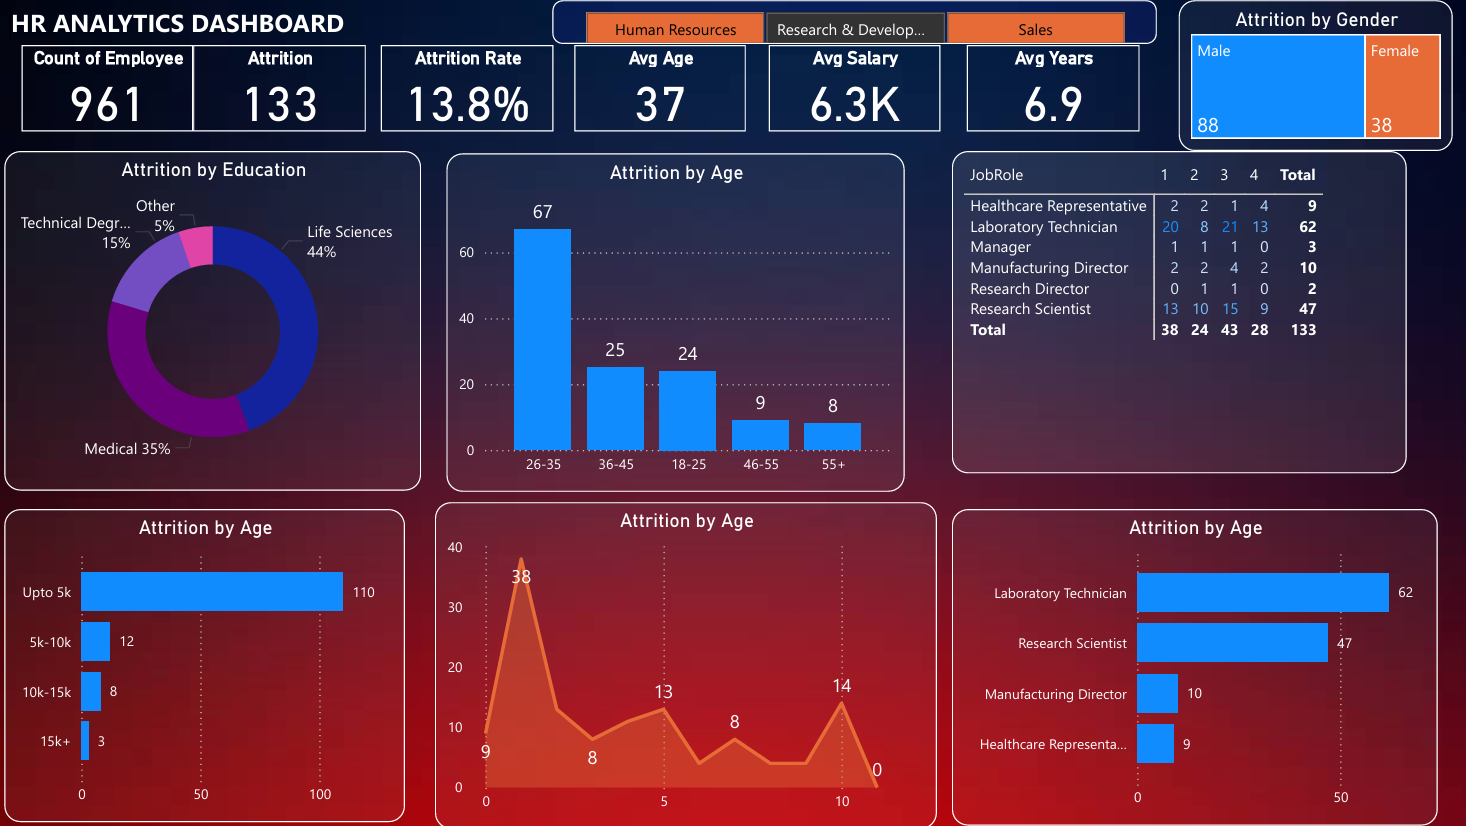 HR ANALYTICS DASHBOARD
Human Resources
Research & Develop...
Sales
Count of Employee
961
Attrition
133
Attrition Rate
13.8%
Avg Age
37
Avg Salary
6.3K
Avg Years
6.9
Attrition by Gender
Male
88
Female
38
Attrition by Education
Other
5%
Technical Degr...
15%
Life Sciences
44%
Medical 35%
Attrition by Age
60
40
20
0
67
25
24
9
8
26-35
36-45
18-25
46-55
55+
JobRole 1 2 3 4 Total
Healthcare Representative 2 2 1 4 9
Laboratory Technician 20 8 21 13 62
Manager 1 1 1 0 3
Manufacturing Director 2 2 4 2 10
Research Director 0 1 1 0 2
Research Scientist 13 10 15 9 47
Total 38 24 43 28 133
Attrition by Age
Upto 5k 110
5k-10k 12
10k-15k 8
15k+ 3
0 50 100
Attrition by Age
40
30
20
10
0
9
38
8
13
8
14
0
0 5 10
Attrition by Age
Laboratory Technician 62
Research Scientist 47
Manufacturing Director 10
Healthcare Representa... 9
0 50